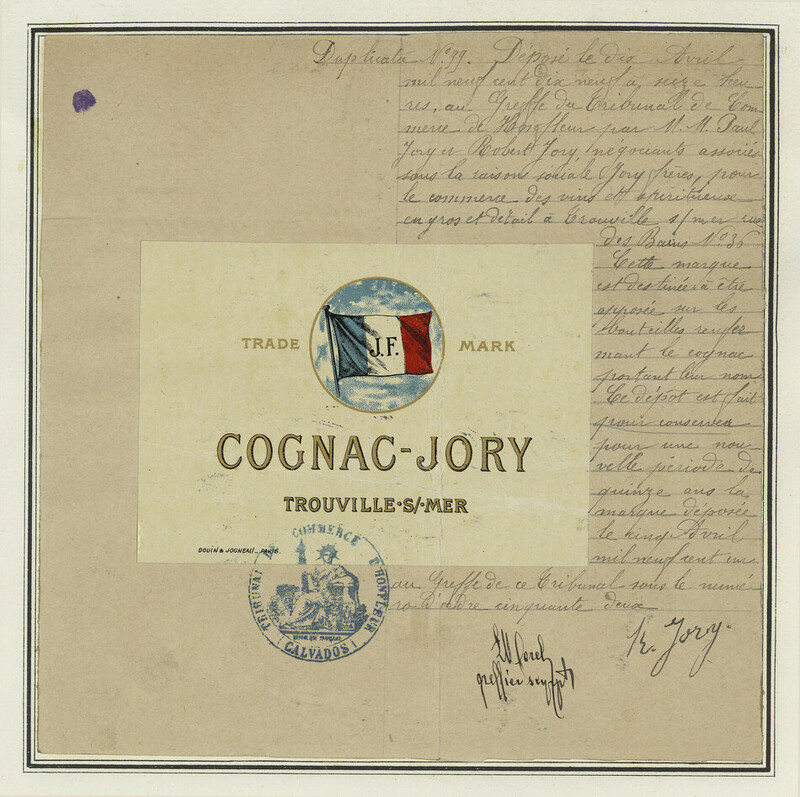 Duplicata N.º 99. Déposé le dix Avril
mil neuf cent dix neuf à seize heu
res, au Greffe du Tribunal de Com
merce de Honfleur par M. M. Paul
Jory et Robert Jory, négociants associés
sous la raison sociale Jory frères, pour
le commerce des vins et spiritueux
en gros et détail à Trouville s/mer rue
des Bains N.º 36
Cette marque
est destinée à être
apposée sur les
bouteilles renfer
mant le cognac
portant leur nom
Ce dépôt est fait
pour conserver
pour une nou-
velle période de
quinze ans la
marque déposée
le cinq Avril
mil neuf cent un
au Greffe de ce Tribunal sous le numé
ro d'ordre cinquante deux
J.F.
TRADE MARK
COGNAC-JORY
TROUVILLE·S/·MER
DOUIN & JOUNEAU_PARIS.
TRIBUNAL DE COMMERCE D'HONFLEUR
(CALVADOS)
greffier
R. Jory.